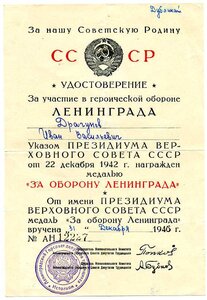 Дубликат
За нашу Советскую Родину
СССР
УДОСТОВЕРЕНИЕ
За участие в героической обороне
ЛЕНИНГРАДА
Драгунов
Иван Васильевич
Указом ПРЕЗИДИУМА ВЕР-
ХОВНОГО СОВЕТА СССР
от 22 декабря 1942 г. награжден
медалью
«ЗА ОБОРОНУ ЛЕНИНГРАДА»
От имени ПРЕЗИДИУМА
ВЕРХОВНОГО СОВЕТА СССР
медаль «За оборону Ленинграда»
вручена 31 Декабря 1946 г.
№ АН